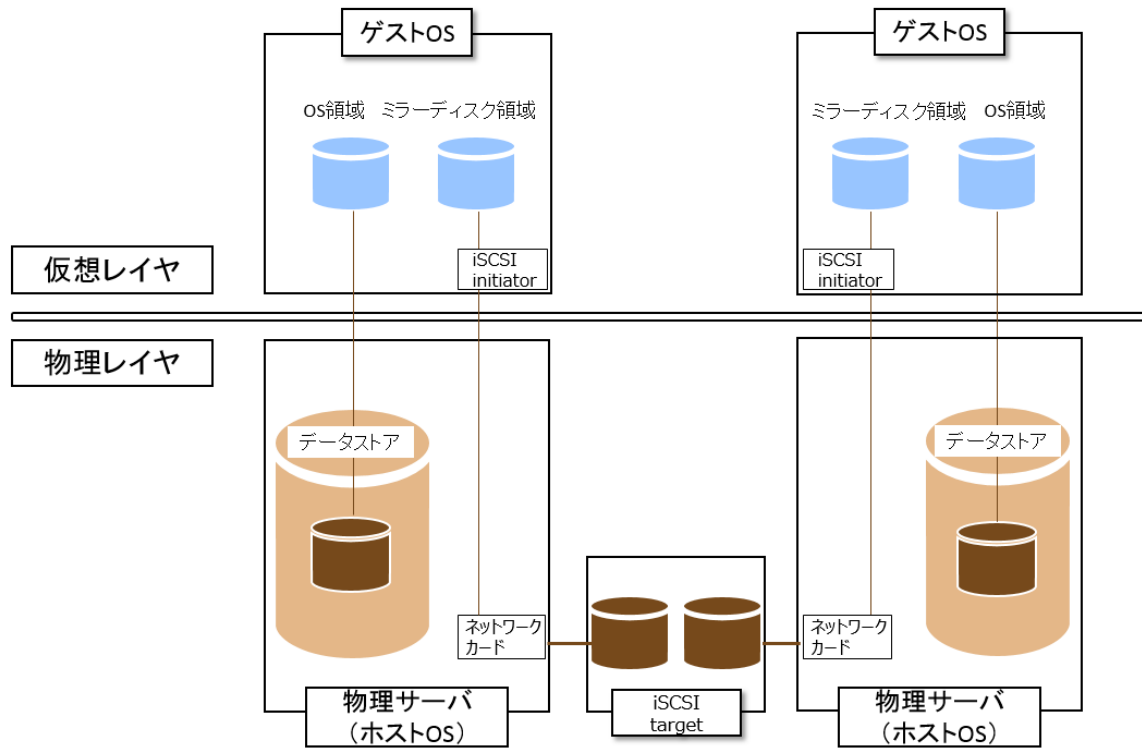 ゲストOS
ゲストOS
OS領域
ミラーディスク領域
ミラーディスク領域
OS領域
iSCSI
initiator
iSCSI
initiator
仮想レイヤ
物理レイヤ
データストア
データストア
ネットワーク
カード
ネットワーク
カード
物理サーバ
（ホストOS）
iSCSI
target
物理サーバ
（ホストOS）